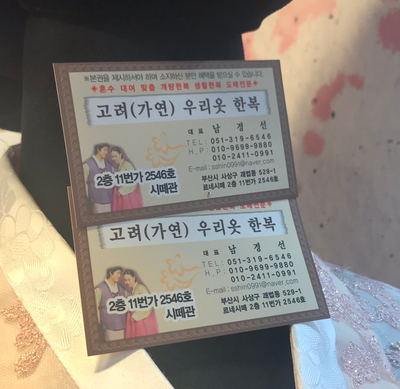 ※본권을 제시하셔야 하며 소지하신 분만 혜택을 받으실 수 있습니다.
※혼수 대여 맞춤 개량한복 생활한복 도매전문※
고려(가연) 우리옷 한복
대표 남경선
TEL : 051-319-6546
H.P : 010-9699-9880
010-2411-0991
E-mail : sshin0991@naver.com
2층 11번가 2546호
시떼관
부산시 사상구 괘법동 529-1
르네시떼 2층 11번가 2546호
고려(가연) 우리옷 한복
대표 남경선
TEL : 051-319-6546
H.P : 010-9699-9880
010-2411-0991
E-mail : sshin0991@naver.com
2층 11번가 2546호
시떼관
부산시 사상구 괘법동 529-1
르네시떼 2층 11번가 2546호